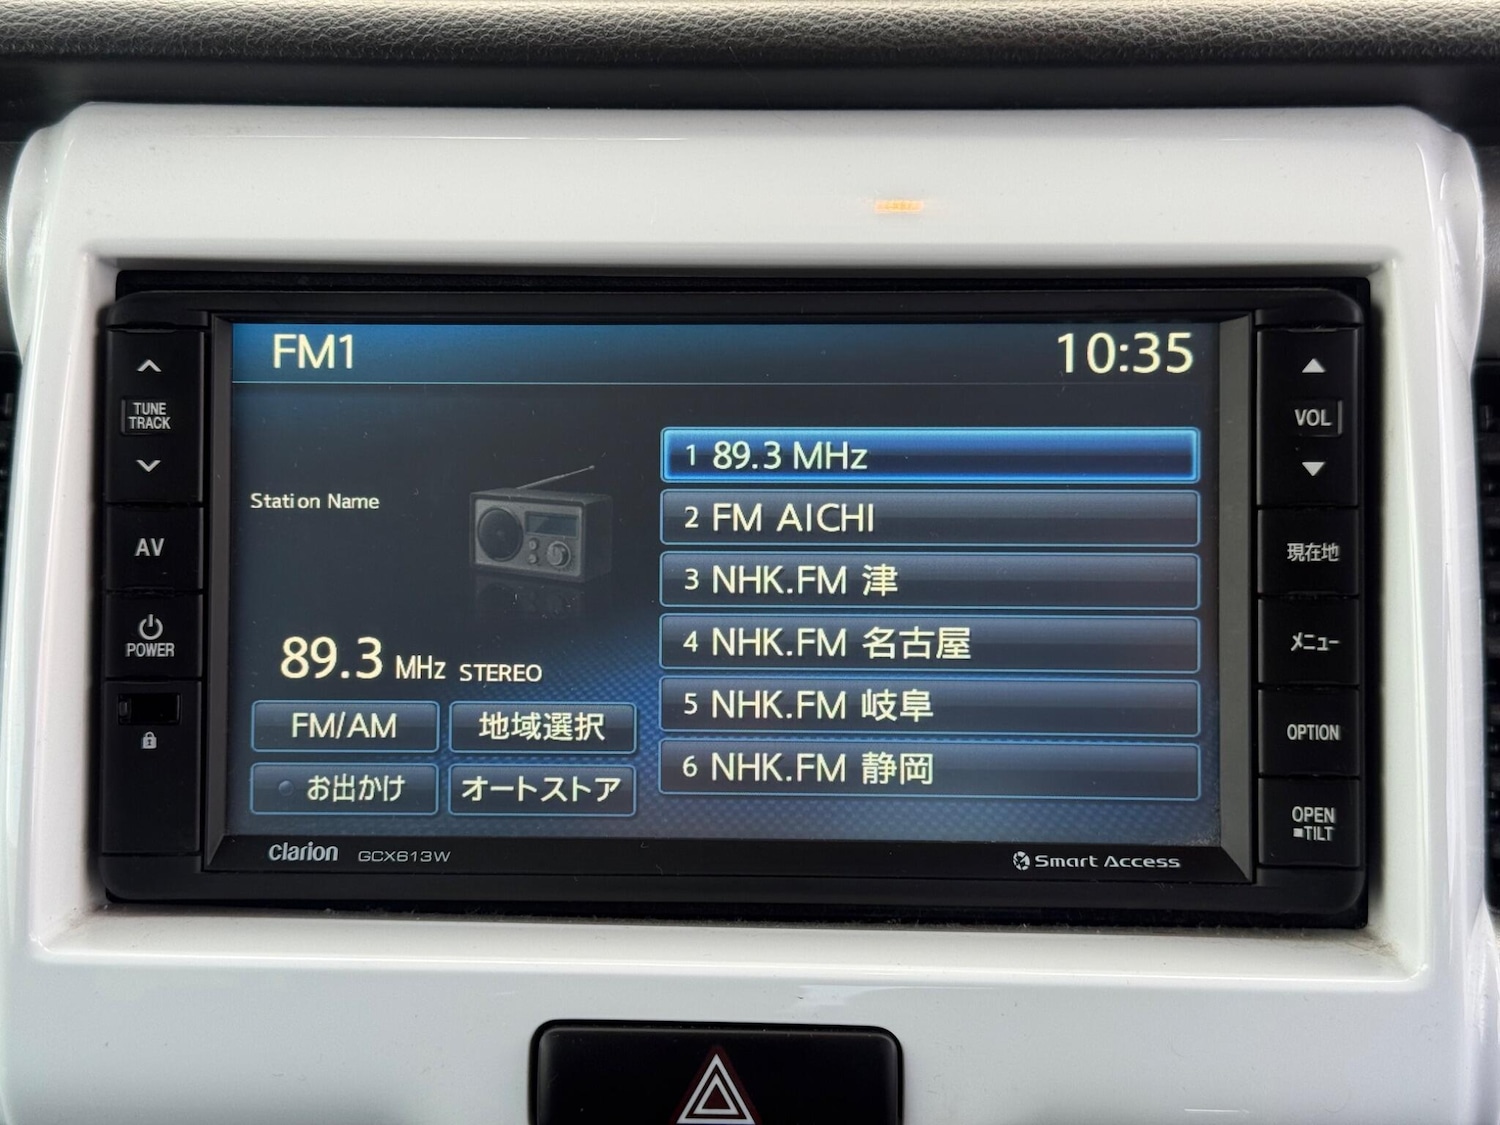 FM1
10:35
TUNE
TRACK
AV
POWER
Station Name
89.3 MHz STEREO
FM/AM
地域選択
お出かけ
オートストア
1 89.3 MHz
2 FM AICHI
3 NHK.FM 津
4 NHK.FM 名古屋
5 NHK.FM 岐阜
6 NHK.FM 静岡
VOL
現在地
メニュー
OPTION
OPEN
■TILT
clarion GCX613W
Smart Access